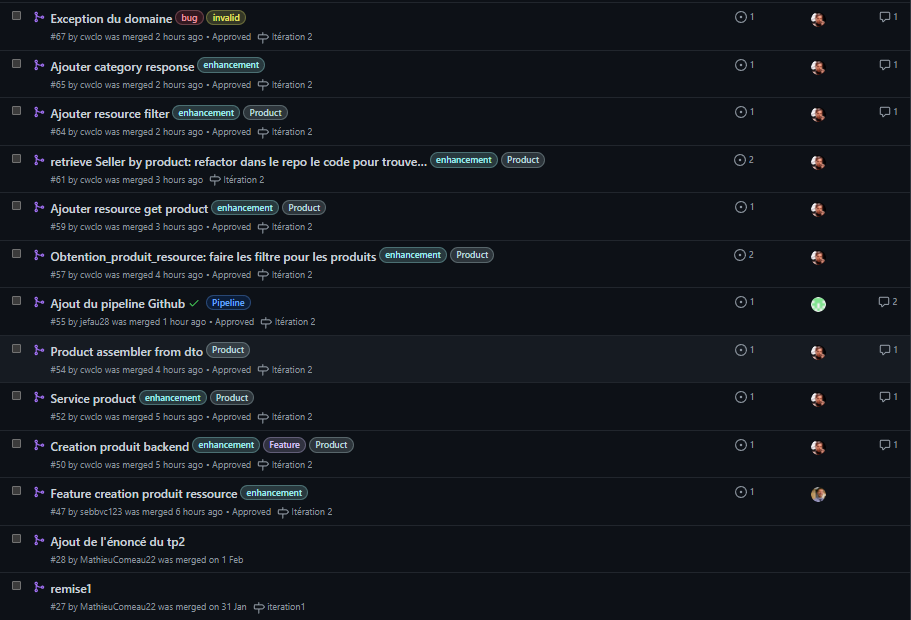 Exception du domaine bug invalid 1 1
#67 by cwclo was merged 2 hours ago • Approved Itération 2
Ajouter category response enhancement 1 1
#65 by cwclo was merged 2 hours ago • Approved Itération 2
Ajouter resource filter enhancement Product 1 1
#64 by cwclo was merged 2 hours ago • Approved Itération 2
retrieve Seller by product: refactor dans le repo le code pour trouve... enhancement Product 2
#61 by cwclo was merged 3 hours ago Itération 2
Ajouter resource get product enhancement Product 1
#59 by cwclo was merged 3 hours ago • Approved Itération 2
Obtention_produit_resource: faire les filtre pour les produits enhancement Product 2
#57 by cwclo was merged 4 hours ago • Approved Itération 2
Ajout du pipeline Github Pipeline 1 2
#55 by jefau28 was merged 1 hour ago • Approved Itération 2
Product assembler from dto Product 1 1
#54 by cwclo was merged 4 hours ago • Approved Itération 2
Service product enhancement Product 1 1
#52 by cwclo was merged 5 hours ago • Approved Itération 2
Creation produit backend enhancement Feature Product 1 1
#50 by cwclo was merged 5 hours ago • Approved Itération 2
Feature creation produit ressource enhancement 1
#47 by sebbvc123 was merged 6 hours ago • Approved Itération 2
Ajout de l'énoncé du tp2
#28 by MathieuComeau22 was merged on 1 Feb
remise1
#27 by MathieuComeau22 was merged on 31 Jan iteration1